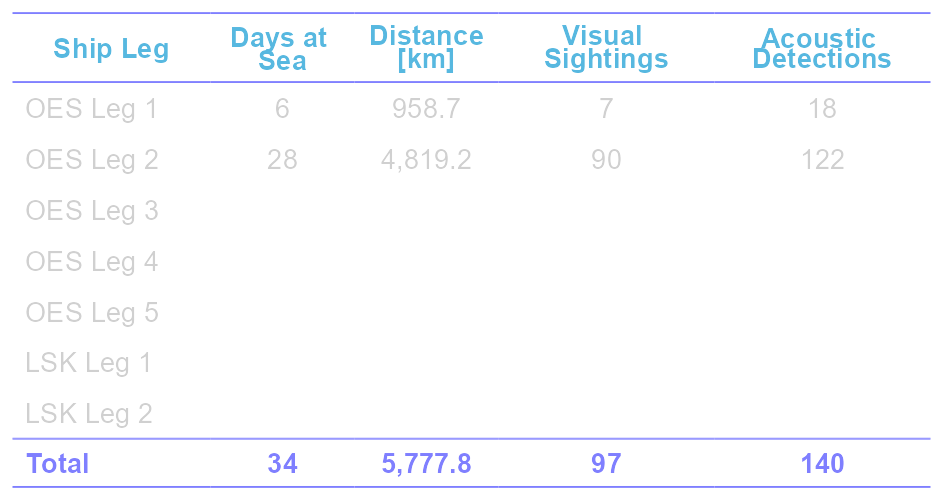 Ship Leg Days at Sea Distance [km] Visual Sightings Acoustic Detections
OES Leg 1 6 958.7 7 18
OES Leg 2 28 4,819.2 90 122
OES Leg 3
OES Leg 4
OES Leg 5
LSK Leg 1
LSK Leg 2
Total 34 5,777.8 97 140